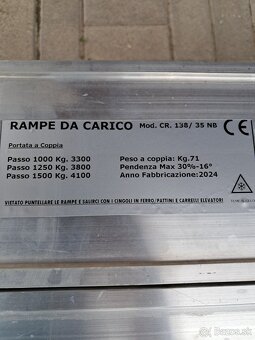 RAMPE DA CARICO Mod. CR. 138/ 35 NB CE
Portata a Coppia
Passo 1000 Kg. 3300 Peso a coppia: Kg.71
Passo 1250 Kg. 3800 Pendenza Max 30%-16°
Passo 1500 Kg. 4100 Anno Fabbricazione:2024
VIETATO PUNTELLARE LE RAMPE E SALIRCI CON I CINGOLI IN FERRO/PATTINI E CARRELLI ELEVATORI